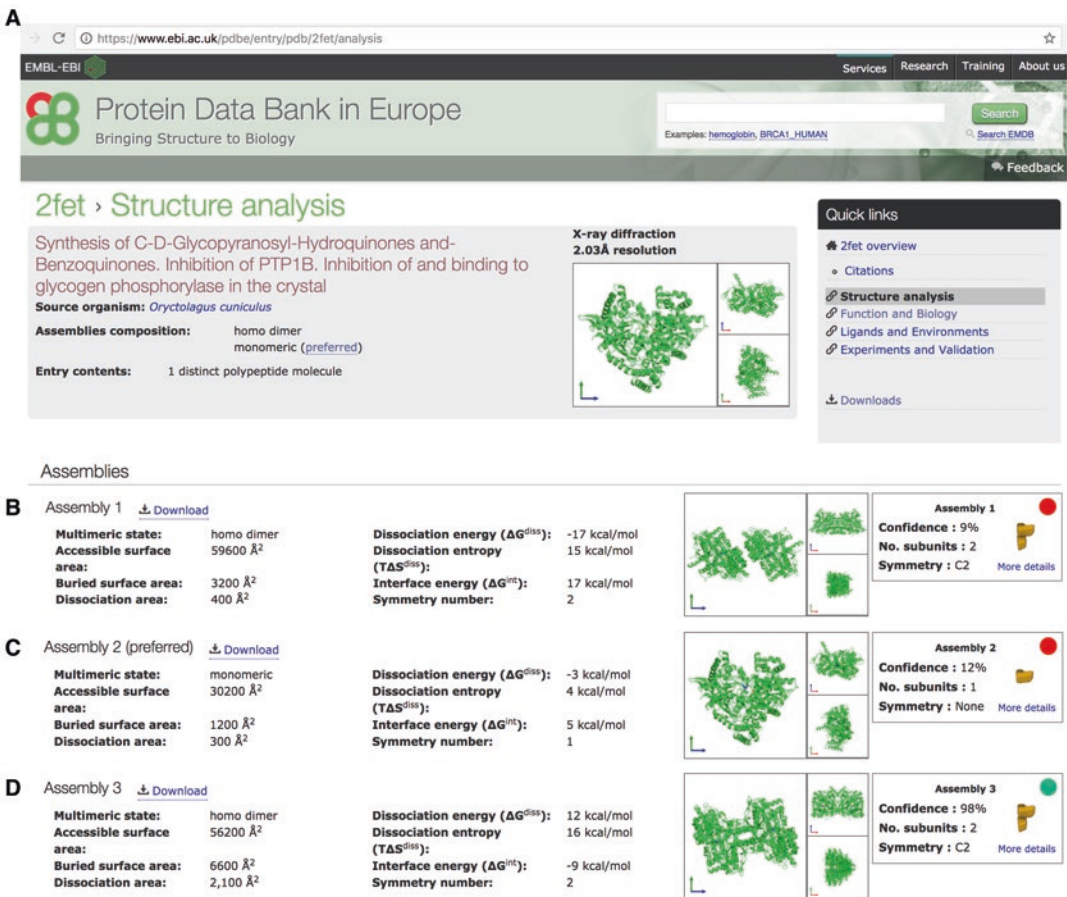 A
https://www.ebi.ac.uk/pdbe/entry/pdb/2fet/analysis
EMBL-EBI
Services Research Training About us
Protein Data Bank in Europe
Bringing Structure to Biology
Search
Examples: hemoglobin, BRCA1_HUMAN
Search EMDB
Feedback
2fet › Structure analysis
Synthesis of C-D-Glycopyranosyl-Hydroquinones and-
Benzoquinones. Inhibition of PTP1B. Inhibition of and binding to
glycogen phosphorylase in the crystal
Source organism: Oryctolagus cuniculus
Assemblies composition: homo dimer
monomeric (preferred)
Entry contents: 1 distinct polypeptide molecule
X-ray diffraction
2.03Å resolution
Quick links
2fet overview
Citations
Structure analysis
Function and Biology
Ligands and Environments
Experiments and Validation
Downloads
Assemblies
B
Assembly 1 Download
Multimeric state: homo dimer
Accessible surface 59600 Å²
area:
Buried surface area: 3200 Å²
Dissociation area: 400 Å²
Dissociation energy (ΔG^diss): -17 kcal/mol
Dissociation entropy 15 kcal/mol
(TΔS^diss):
Interface energy (ΔG^int): 17 kcal/mol
Symmetry number: 2
Assembly 1
Confidence : 9%
No. subunits : 2
Symmetry : C2 More details
C
Assembly 2 (preferred) Download
Multimeric state: monomeric
Accessible surface 30200 Å²
area:
Buried surface area: 1200 Å²
Dissociation area: 300 Å²
Dissociation energy (ΔG^diss): -3 kcal/mol
Dissociation entropy 4 kcal/mol
(TΔS^diss):
Interface energy (ΔG^int): 5 kcal/mol
Symmetry number: 1
Assembly 2
Confidence : 12%
No. subunits : 1
Symmetry : None More details
D
Assembly 3 Download
Multimeric state: homo dimer
Accessible surface 56200 Å²
area:
Buried surface area: 6600 Å²
Dissociation area: 2,100 Å²
Dissociation energy (ΔG^diss): 12 kcal/mol
Dissociation entropy 16 kcal/mol
(TΔS^diss):
Interface energy (ΔG^int): -9 kcal/mol
Symmetry number: 2
Assembly 3
Confidence : 98%
No. subunits : 2
Symmetry : C2 More details